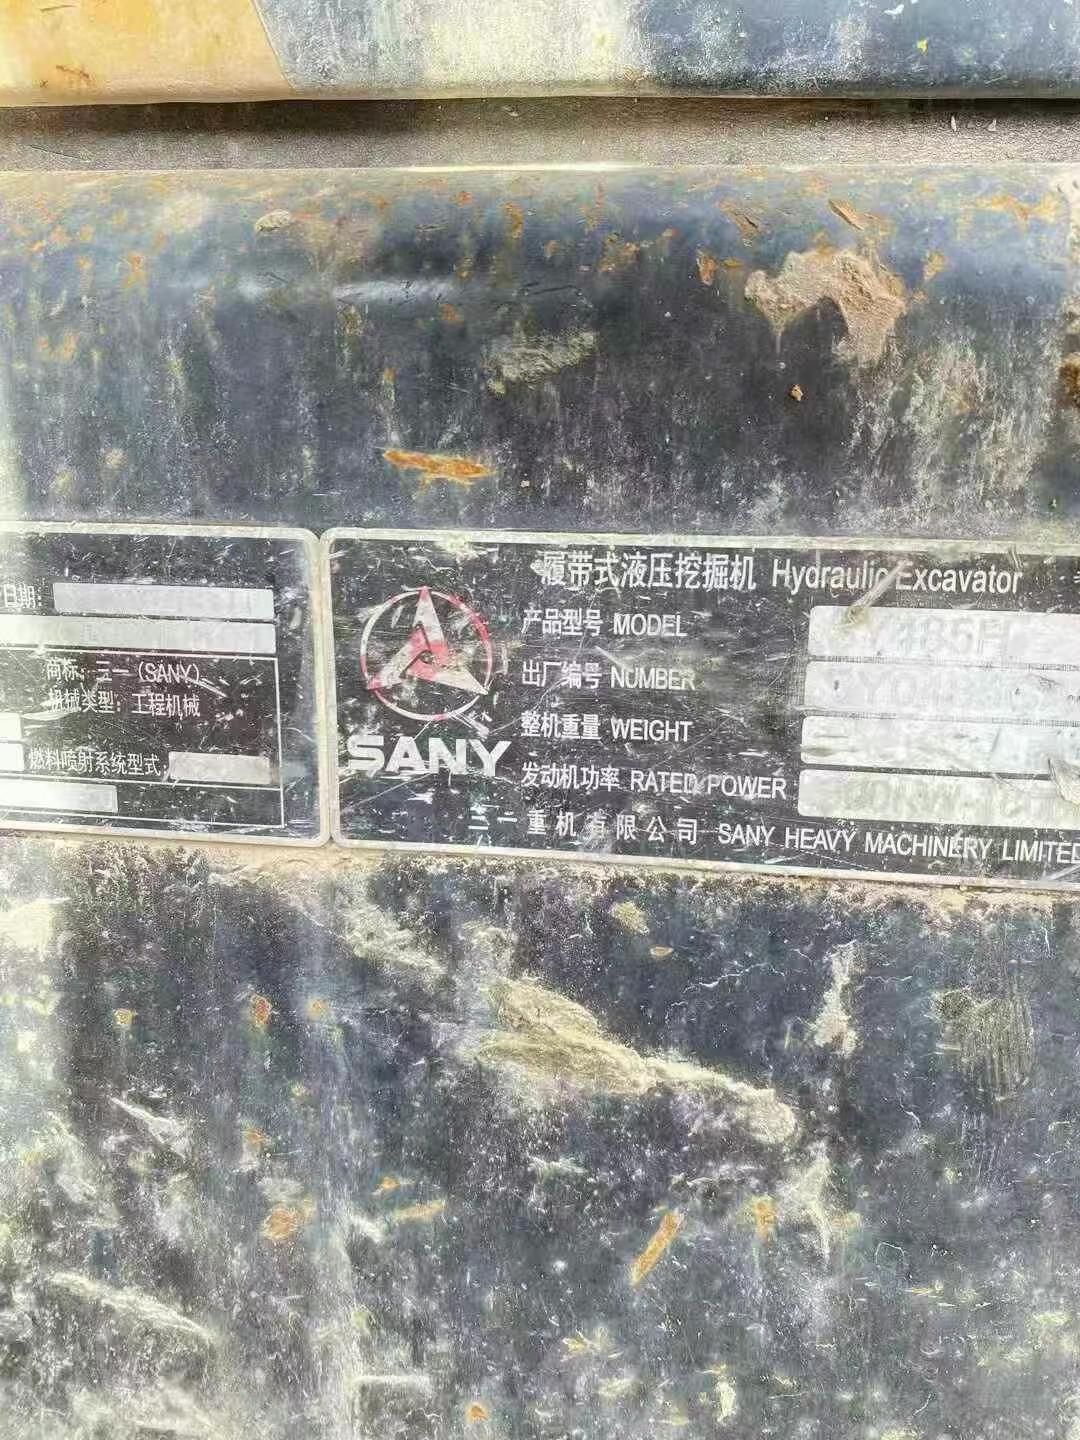 日期：
商标：三一（SANY）
机械类型：工程机械
燃料喷射系统型式：
SANY
履带式液压挖掘机 Hydraulic Excavator
产品型号 MODEL
出厂编号 NUMBER
整机重量 WEIGHT
发动机功率 RATED POWER
三一重机有限公司 SANY HEAVY MACHINERY LIMITED